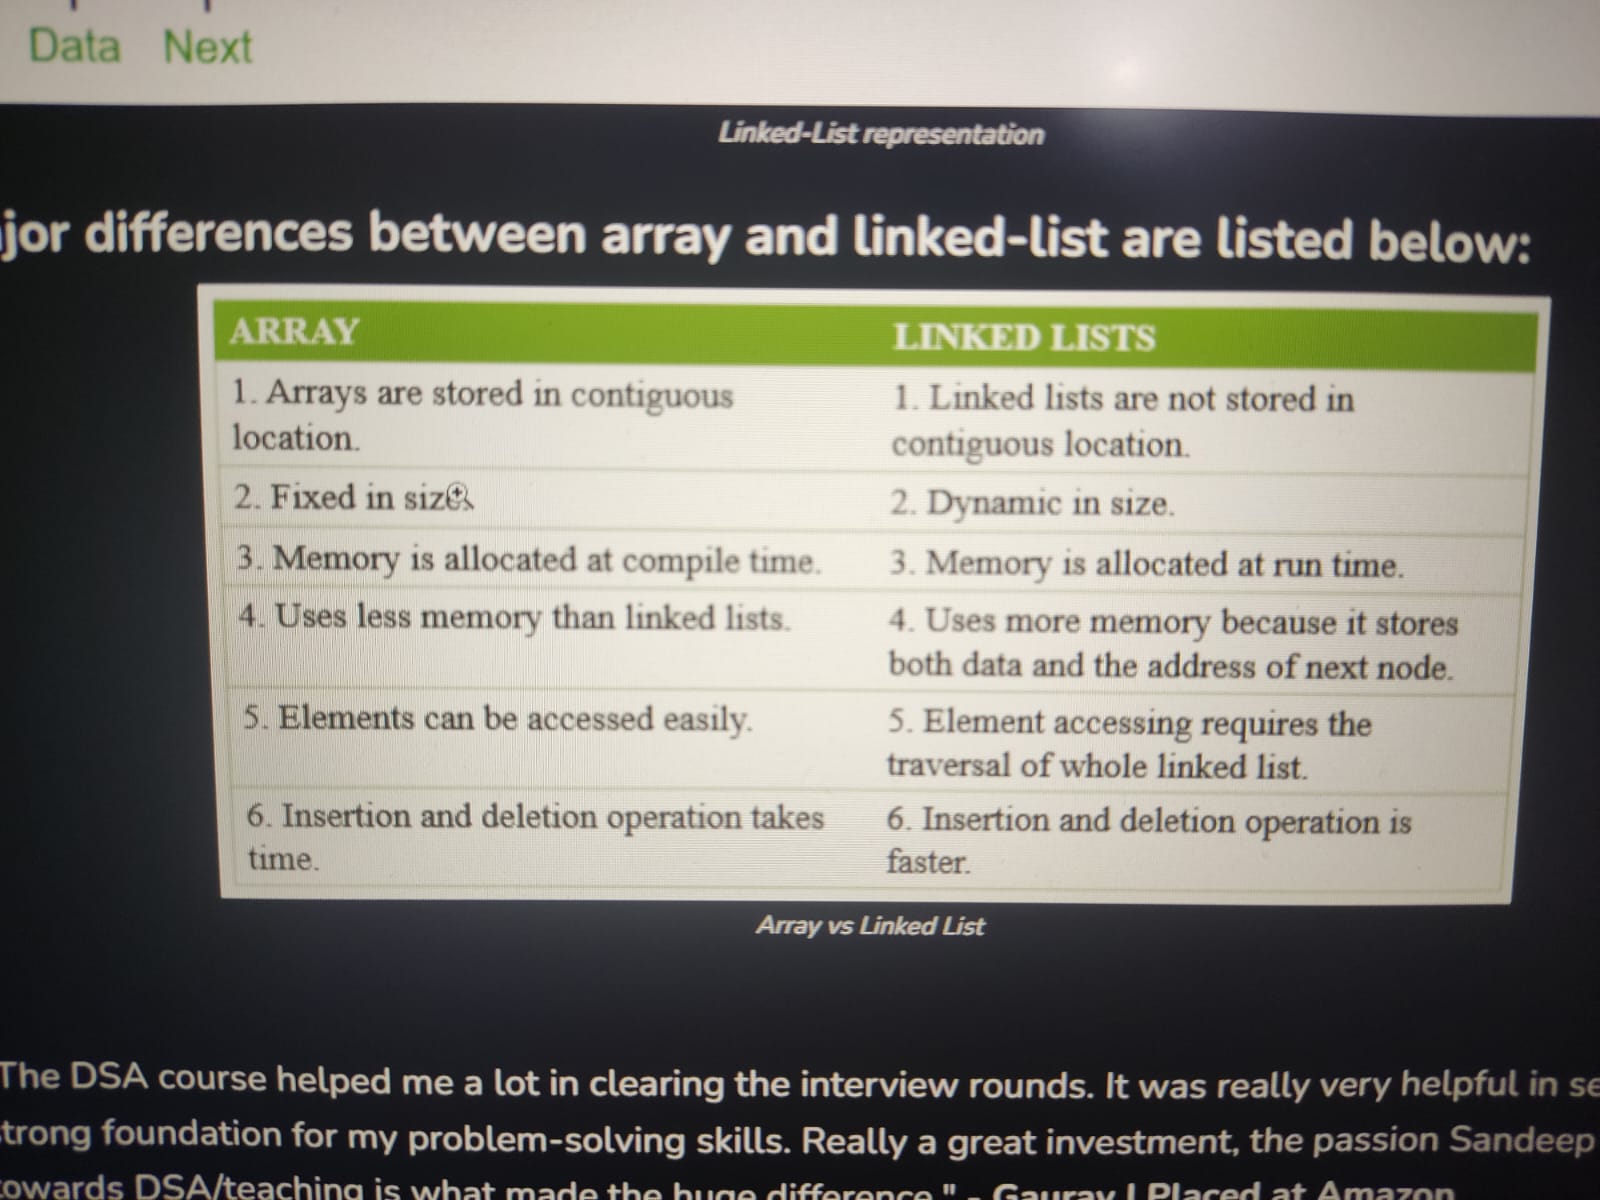 Data Next
Linked-List representation
jor differences between array and linked-list are listed below:
ARRAY
LINKED LISTS
1. Arrays are stored in contiguous
location.
1. Linked lists are not stored in
contiguous location.
2. Fixed in size
2. Dynamic in size.
3. Memory is allocated at compile time.
3. Memory is allocated at run time.
4. Uses less memory than linked lists.
4. Uses more memory because it stores
both data and the address of next node.
5. Elements can be accessed easily.
5. Element accessing requires the
traversal of whole linked list.
6. Insertion and deletion operation takes
time.
6. Insertion and deletion operation is
faster.
Array vs Linked List
The DSA course helped me a lot in clearing the interview rounds. It was really very helpful in se
trong foundation for my problem-solving skills. Really a great investment, the passion Sandeep
towards DSA/teaching is what made the huge difference." - Gaurav | Placed at Amazon